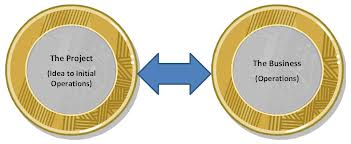 The Project
(Idea to Initial
Operations)
The Business
(Operations)